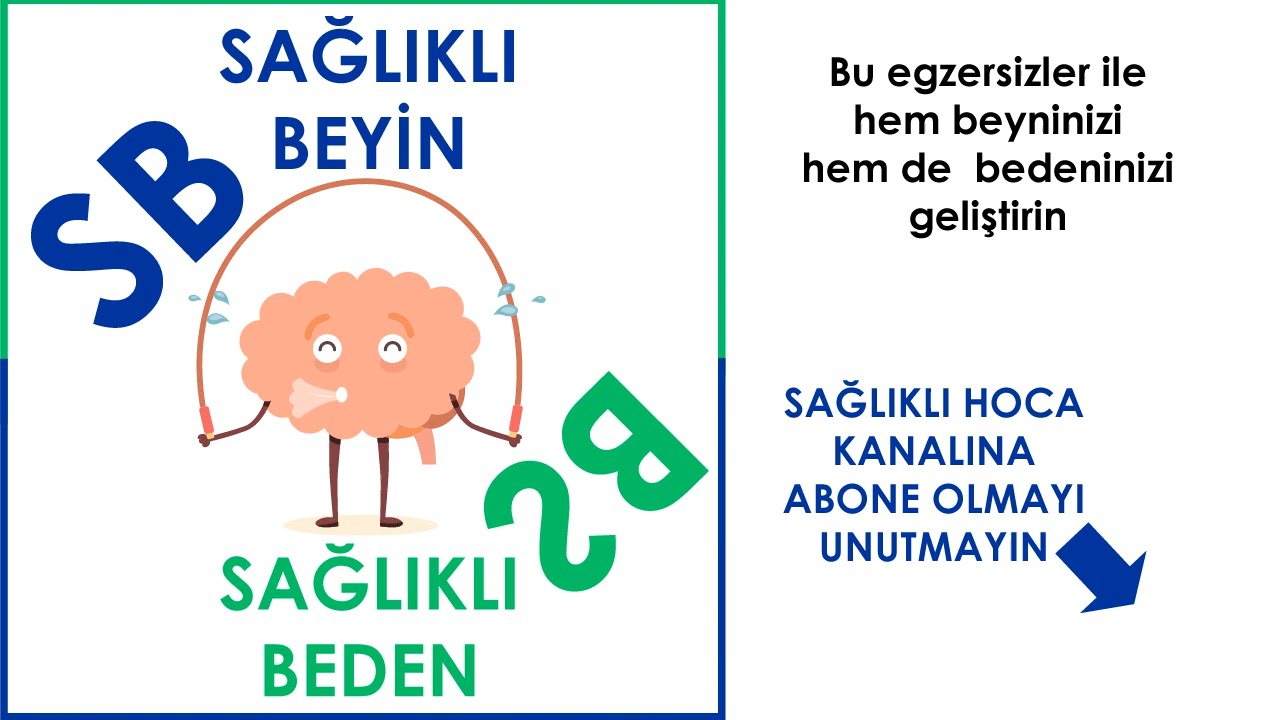 SAĞLIKLI
BEYİN
SB
SB
SAĞLIKLI
BEDEN
Bu egzersizler ile
hem beyninizi
hem de  bedeninizi
geliştirin
SAĞLIKLI HOCA
KANALINA
ABONE OLMAYI
UNUTMAYIN